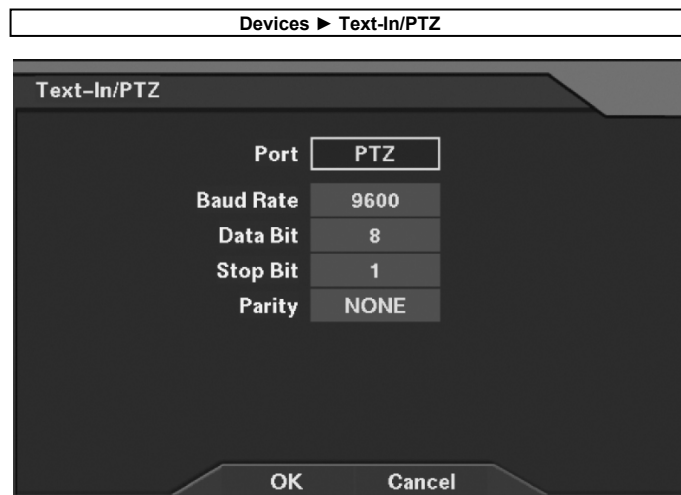 Devices ► Text-In/PTZ
Text-In/PTZ
Port PTZ
Baud Rate 9600
Data Bit 8
Stop Bit 1
Parity NONE
OK Cancel